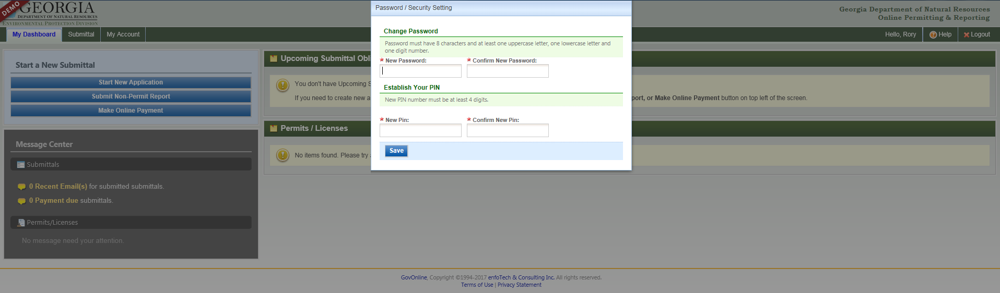 DEMO
GEORGIA
DEPARTMENT OF NATURAL RESOURCES
ENVIRONMENTAL PROTECTION DIVISION
Georgia Department of Natural Resources
Online Permitting & Reporting
My Dashboard
Submittal
My Account
Hello, Rory
Help
Logout
Start a New Submittal
Start New Application
Submit Non-Permit Report
Make Online Payment
Message Center
Submittals
0 Recent Email(s) for submitted submittals.
0 Payment due submittals.
Permits/Licenses
No message need your attention.
Upcoming Submittal Obl
You don't have Upcoming S
If you need to create new a
port, or Make Online Payment button on top left of the screen.
Permits / Licenses
No items found. Please try
Password / Security Setting
Change Password
Password must have 8 characters and at least one uppercase letter, one lowercase letter and
one digit number.
* New Password:
* Confirm New Password:
Establish Your PIN
New PIN number must be at least 4 digits.
* New Pin:
* Confirm New Pin:
Save
GovOnline, Copyright ©1994-2017 enfoTech & Consulting Inc. All rights reserved.
Terms of Use | Privacy Statement